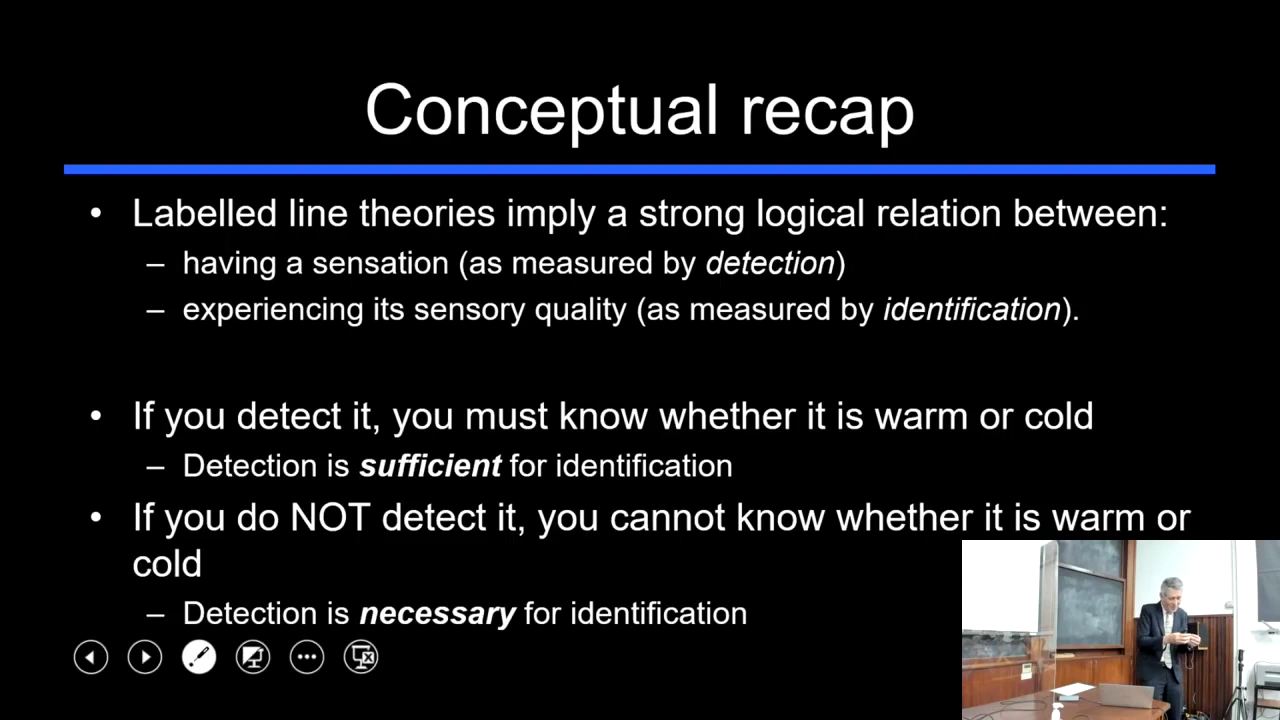 Conceptual recap
• Labelled line theories imply a strong logical relation between:
– having a sensation (as measured by detection)
– experiencing its sensory quality (as measured by identification).
• If you detect it, you must know whether it is warm or cold
– Detection is sufficient for identification
• If you do NOT detect it, you cannot know whether it is warm or
cold
– Detection is necessary for identification